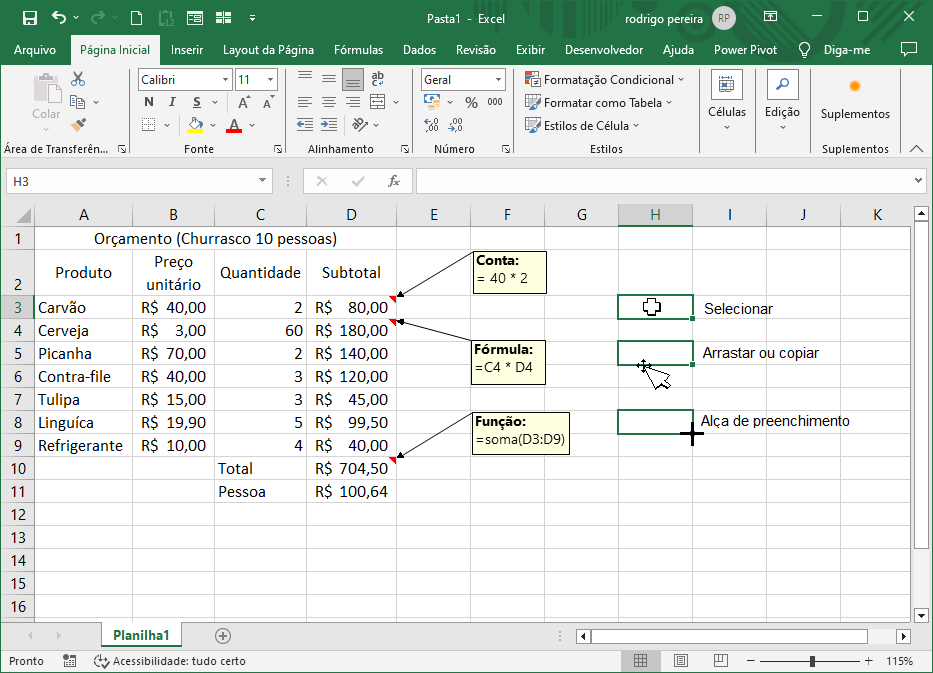 Pasta1 - Excel
rodrigo pereira RP
Arquivo Página Inicial Inserir Layout da Página Fórmulas Dados Revisão Exibir Desenvolvedor Ajuda Power Pivot Diga-me
Colar
Calibri 11
N I S A A A
Geral
% 000
Formatação Condicional
Formatar como Tabela
Estilos de Célula
Células
Edição
Suplementos
Área de Transferên... Fonte Alinhamento Número Estilos Suplementos
H3 fx
A B C D E F G H I J K
1 Orçamento (Churrasco 10 pessoas)
2 Produto Preço unitário Quantidade Subtotal
3 Carvão R$ 40,00 2 R$ 80,00
4 Cerveja R$ 3,00 60 R$ 180,00
5 Picanha R$ 70,00 2 R$ 140,00
6 Contra-file R$ 40,00 3 R$ 120,00
7 Tulipa R$ 15,00 3 R$ 45,00
8 Linguíca R$ 19,90 5 R$ 99,50
9 Refrigerante R$ 10,00 4 R$ 40,00
10 Total R$ 704,50
11 Pessoa R$ 100,64
12
13
14
15
16
Conta:
= 40 * 2
Fórmula:
=C4 * D4
Função:
=soma(D3:D9)
Selecionar
Arrastar ou copiar
Alça de preenchimento
Planilha1
Pronto Acessibilidade: tudo certo 115%